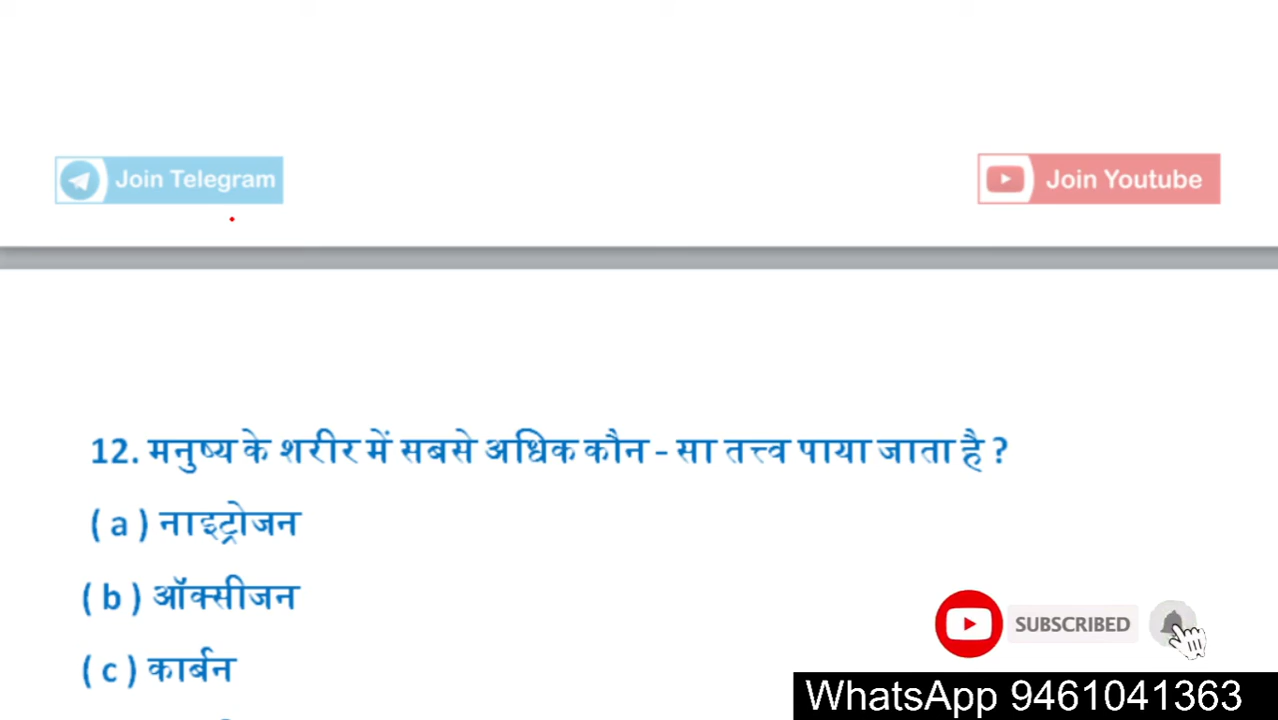 Join Telegram
Join Youtube
12. मनुष्य के शरीर में सबसे अधिक कौन - सा तत्त्व पाया जाता है ?
( a ) नाइट्रोजन
( b ) ऑक्सीजन
SUBSCRIBED
( c ) कार्बन
WhatsApp 9461041363